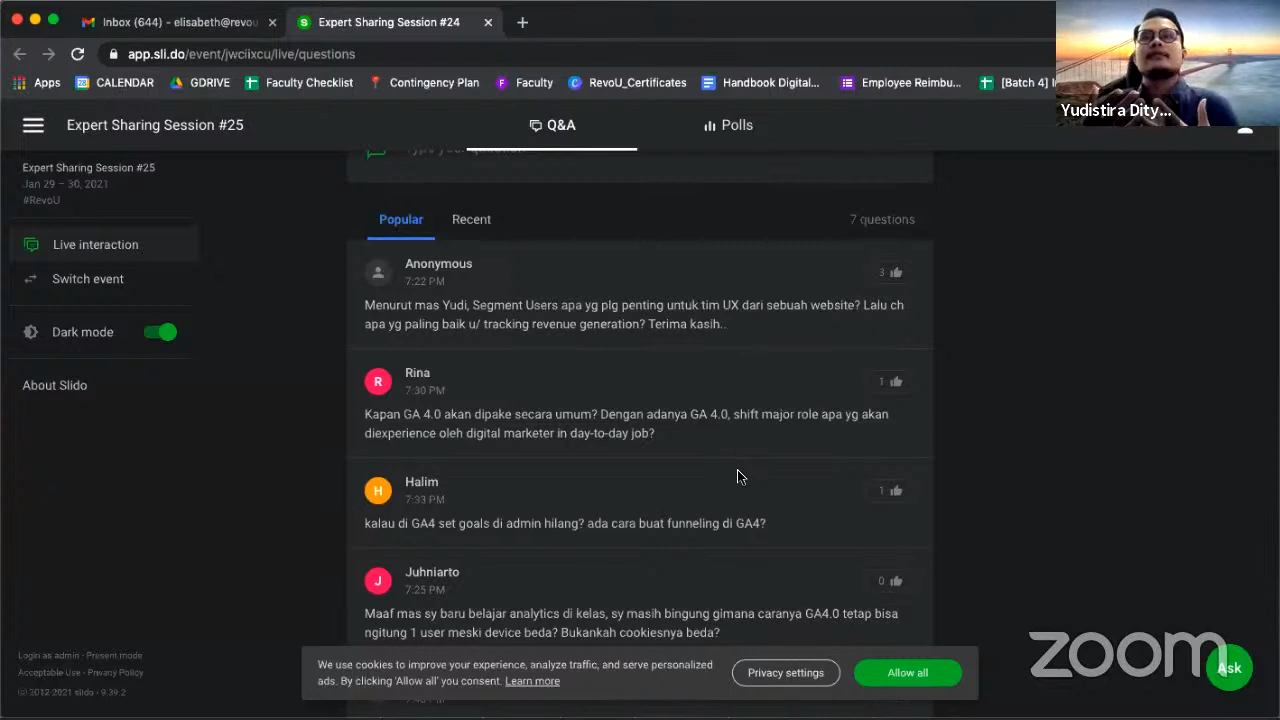 Inbox (644) – elisabeth@revou
Expert Sharing Session #24
app.sli.do/event/jwciixcu/live/questions
Apps
CALENDAR
GDRIVE
Faculty Checklist
Contingency Plan
Faculty
RevoU_Certificates
Handbook Digital...
Employee Reimbu...
[Batch 4]
Yudistira Dity...
Expert Sharing Session #25
Q&A
Polls
Expert Sharing Session #25
Jan 29 – 30, 2021
#RevoU
Live interaction
Switch event
Dark mode
About Slido
Type your question
Popular
Recent
7 questions
Anonymous
7:22 PM
3
Menurut mas Yudi, Segment Users apa yg plg penting untuk tim UX dari sebuah website? Lalu ch
apa yg paling baik u/ tracking revenue generation? Terima kasih..
Rina
7:30 PM
1
R
Kapan GA 4.0 akan dipake secara umum? Dengan adanya GA 4.0, shift major role apa yg akan
diexperience oleh digital marketer in day-to-day job?
Halim
7:33 PM
1
H
kalau di GA4 set goals di admin hilang? ada cara buat funneling di GA4?
Juhniarto
7:25 PM
0
J
Maaf mas sy baru belajar analytics di kelas, sy masih bingung gimana caranya GA4.0 tetap bisa
ngitung 1 user meski device beda? Bukankah cookiesnya beda?
We use cookies to improve your experience, analyze traffic, and serve personalized
ads. By clicking 'Allow all' you consent. Learn more
Privacy settings
Allow all
Login as admin - Present mode
Acceptable Use - Privacy Policy
© 2012-2021 slido - 9.39.2
zoom
Ask